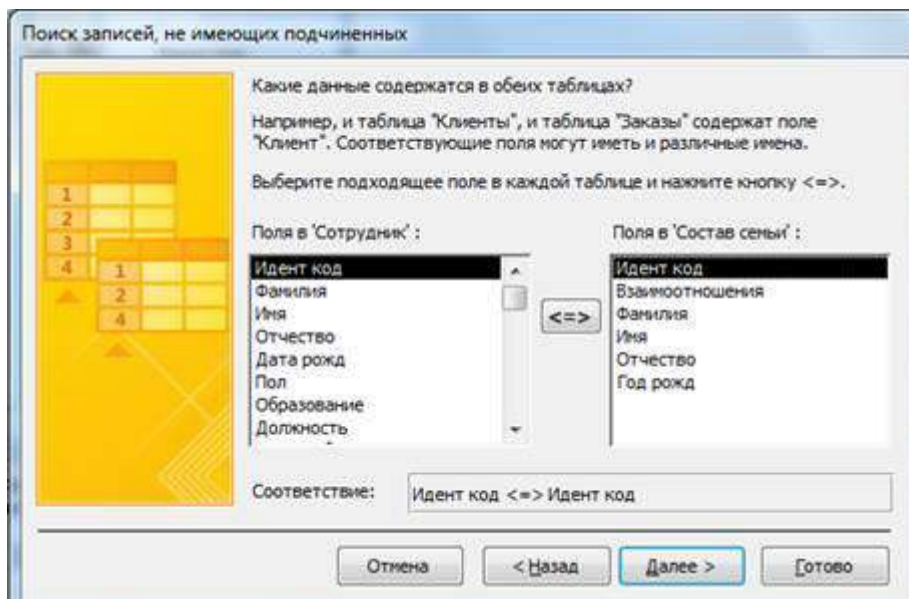 Поиск записей, не имеющих подчиненных
Какие данные содержатся в обеих таблицах?
Например, и таблица "Клиенты", и таблица "Заказы" содержат поле
"Клиент". Соответствующие поля могут иметь и различные имена.
Выберите подходящее поле в каждой таблице и нажмите кнопку <=>.
1
2
3
4
1
2
4
Поля в 'Сотрудник' :
Идент код
Фамилия
Имя
Отчество
Дата рожд
Пол
Образование
Должность
<=>
Поля в 'Состав семьи' :
Идент код
Взаимоотношения
Фамилия
Имя
Отчество
Год рожд
Соответствие:
Идент код <=> Идент код
Отмена
< Назад
Далее >
Готово